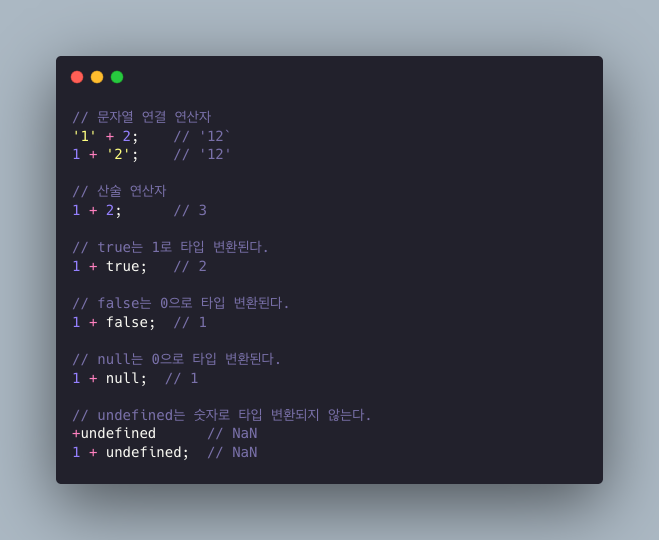 // 문자열 연결 연산자
'1' + 2;    // '12`
1 + '2';    // '12'
// 산술 연산자
1 + 2;      // 3
// true는 1로 타입 변환된다.
1 + true;   // 2
// false는 0으로 타입 변환된다.
1 + false;  // 1
// null는 0으로 타입 변환된다.
1 + null;  // 1
// undefined는 숫자로 타입 변환되지 않는다.
+undefined      // NaN
1 + undefined;  // NaN